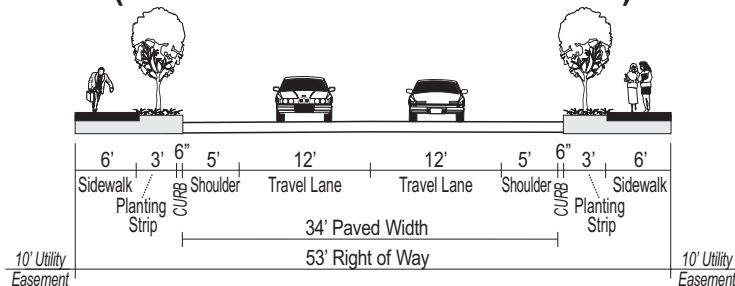 6' 3' 6" 5' 12' 12' 5' 6" 3' 6'
Sidewalk Planting Strip CURB Shoulder Travel Lane Travel Lane Shoulder CURB Planting Strip Sidewalk
34' Paved Width
53' Right of Way
10' Utility Easement
10' Utility Easement